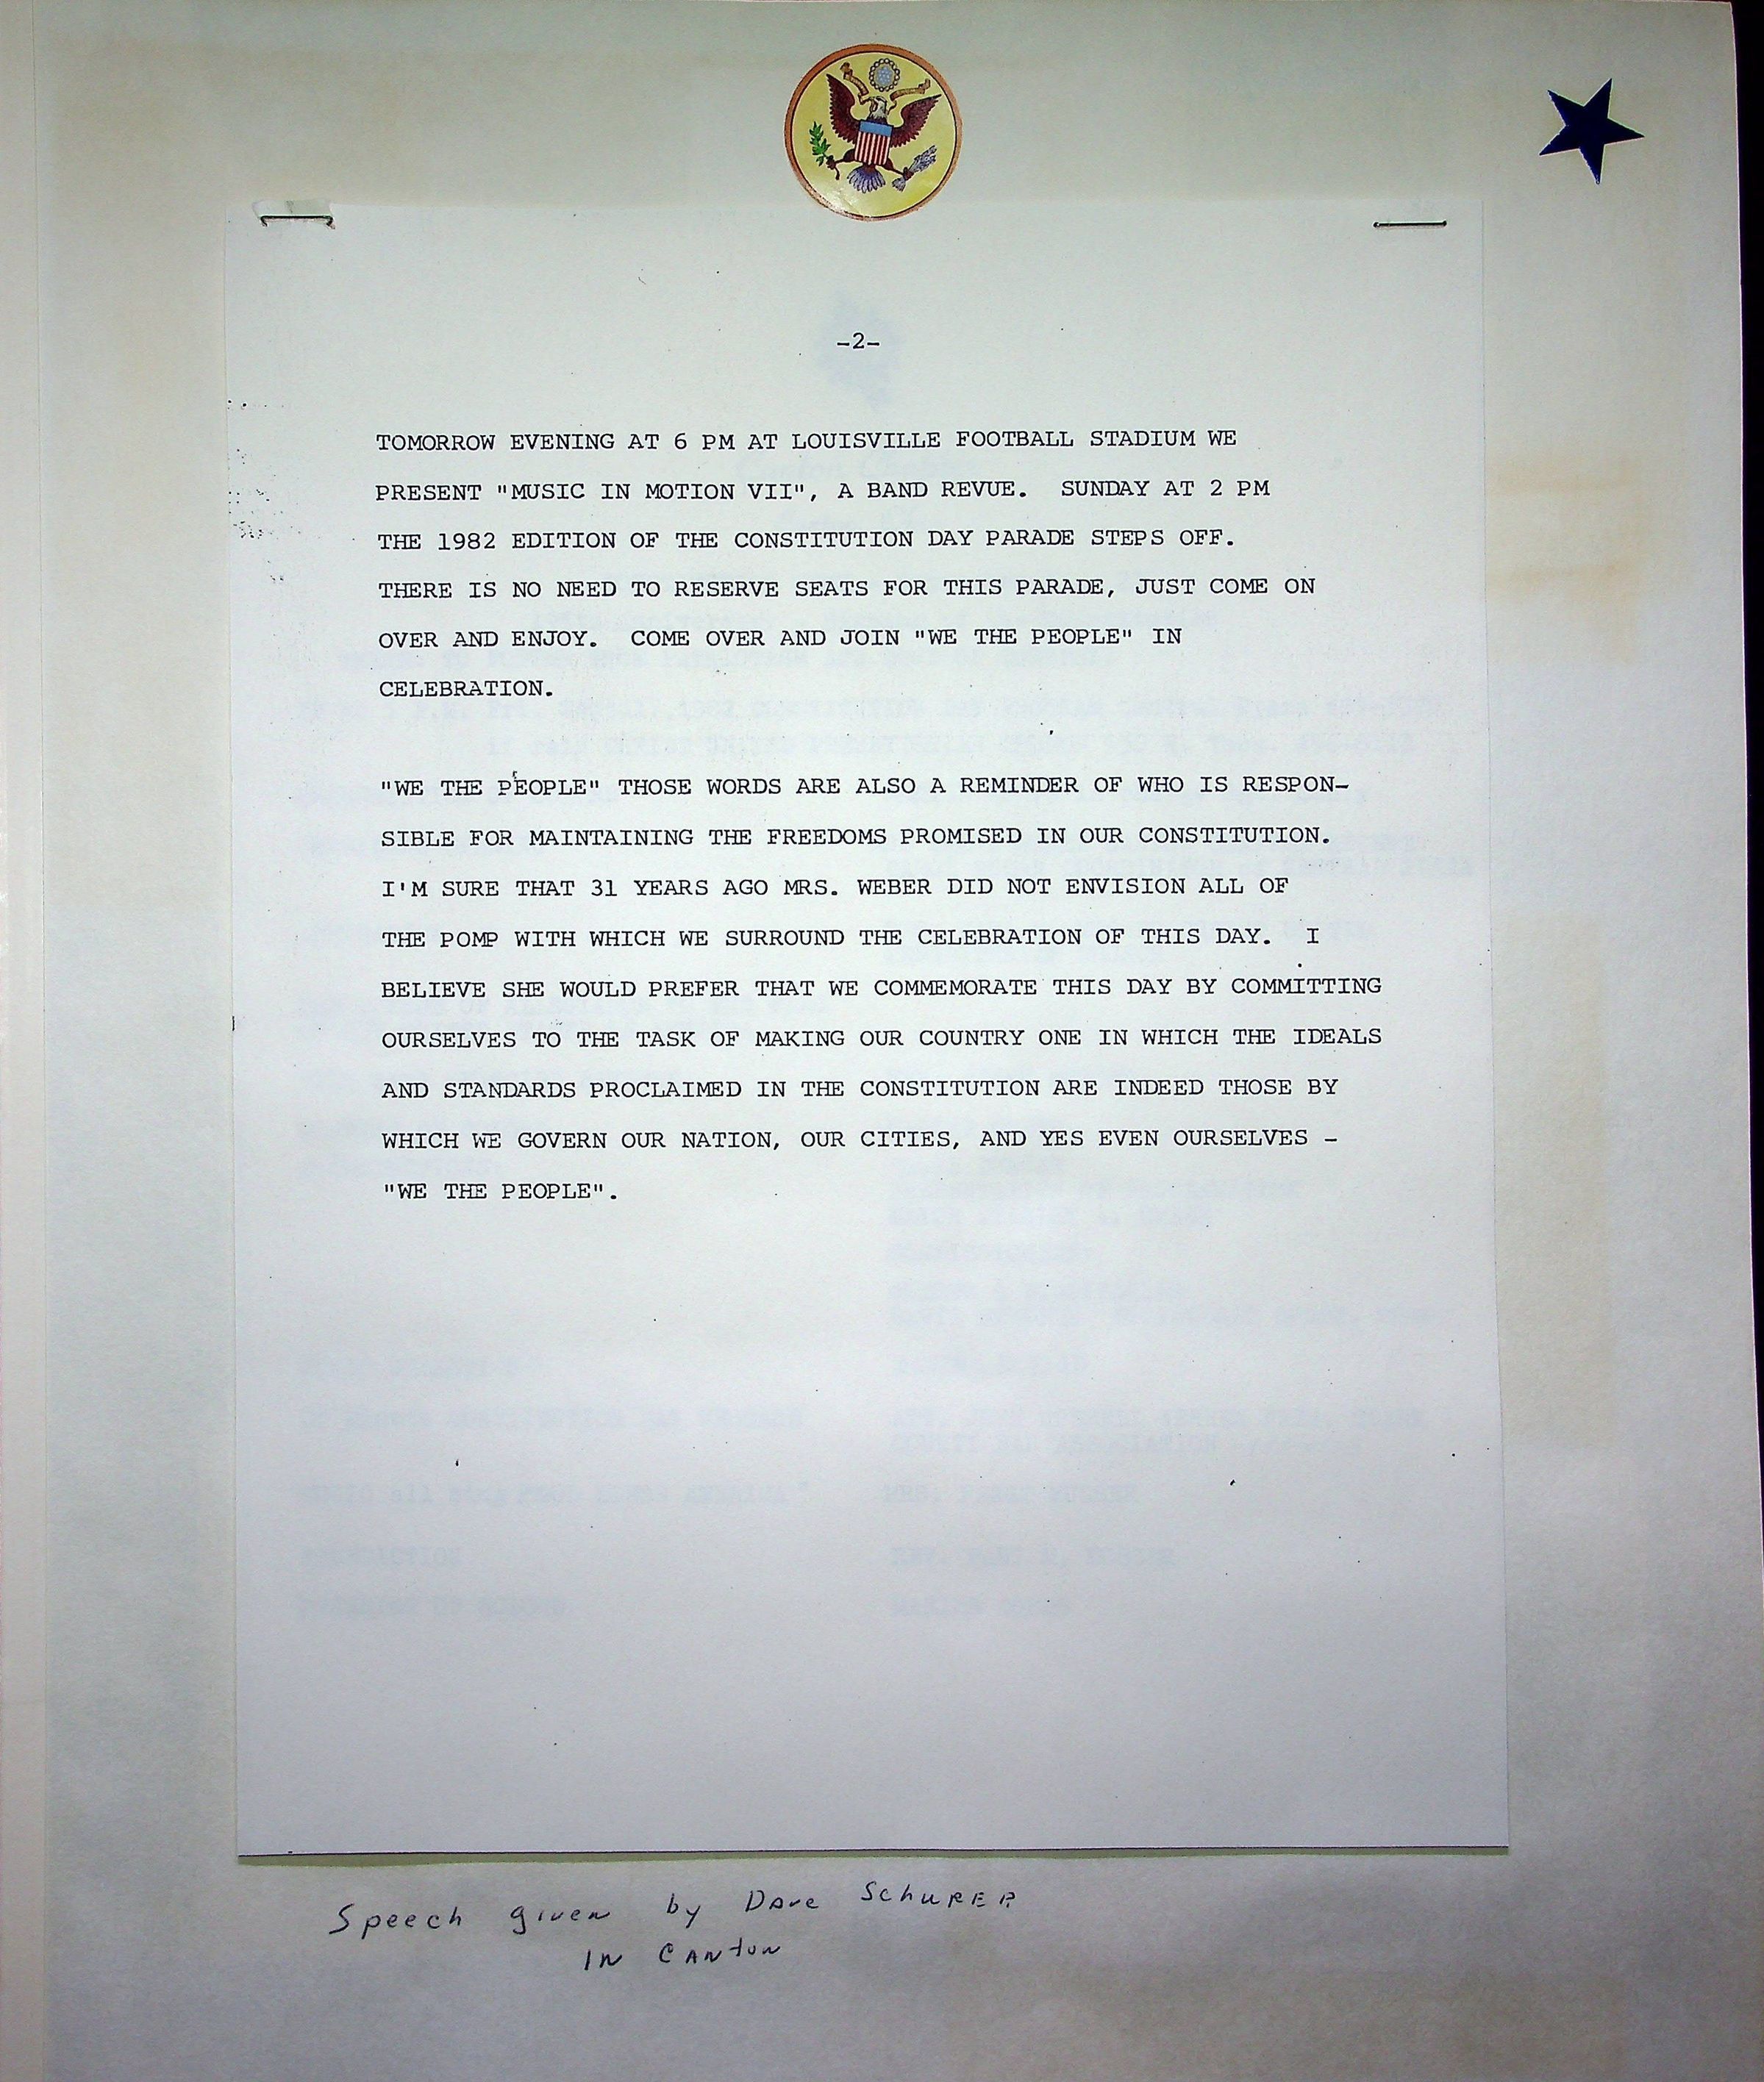 -2-
TOMORROW EVENING AT 6 PM AT LOUISVILLE FOOTBALL STADIUM WE
PRESENT "MUSIC IN MOTION VII", A BAND REVUE. SUNDAY AT 2 PM
THE 1982 EDITION OF THE CONSTITUTION DAY PARADE STEPS OFF.
THERE IS NO NEED TO RESERVE SEATS FOR THIS PARADE, JUST COME ON
OVER AND ENJOY. COME OVER AND JOIN "WE THE PEOPLE" IN
CELEBRATION.
"WE THE PEOPLE" THOSE WORDS ARE ALSO A REMINDER OF WHO IS RESPON-
SIBLE FOR MAINTAINING THE FREEDOMS PROMISED IN OUR CONSTITUTION.
I'M SURE THAT 31 YEARS AGO MRS. WEBER DID NOT ENVISION ALL OF
THE POMP WITH WHICH WE SURROUND THE CELEBRATION OF THIS DAY. I
BELIEVE SHE WOULD PREFER THAT WE COMMEMORATE THIS DAY BY COMMITTING
OURSELVES TO THE TASK OF MAKING OUR COUNTRY ONE IN WHICH THE IDEALS
AND STANDARDS PROCLAIMED IN THE CONSTITUTION ARE INDEED THOSE BY
WHICH WE GOVERN OUR NATION, OUR CITIES, AND YES EVEN OURSELVES -
"WE THE PEOPLE".
Speech given by Dave Schurer
In Canton